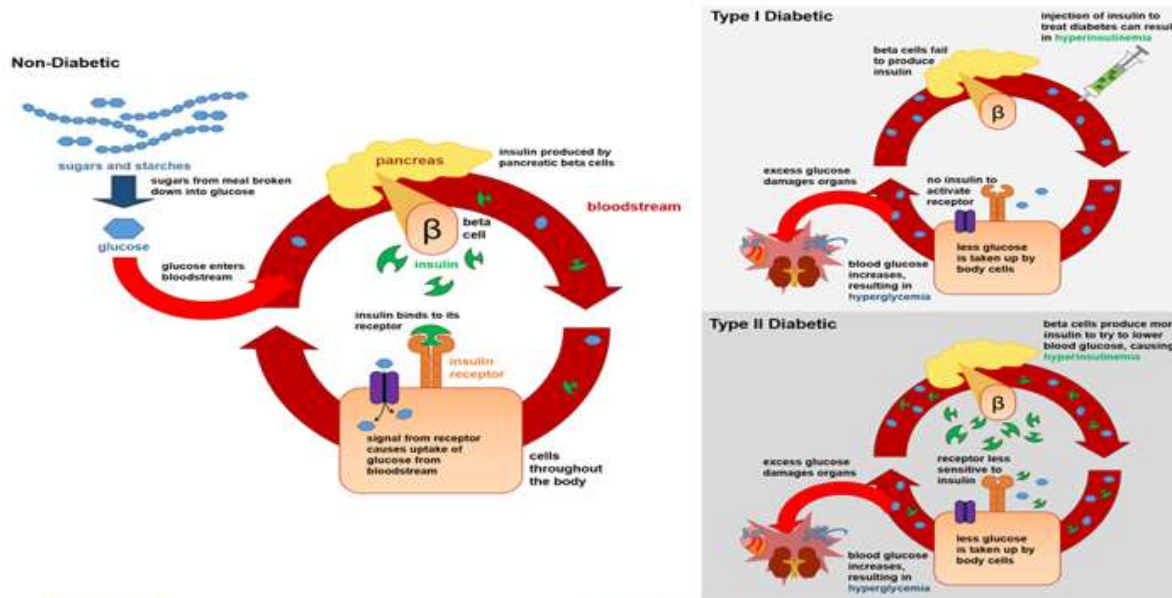 Non-Diabetic
sugars and starches
sugars from meal broken
down into glucose
glucose
glucose enters
bloodstream
pancreas
insulin produced by
pancreatic beta cells
bloodstream
β
beta
cell
insulin
insulin binds to its
receptor
insulin
receptor
signal from receptor
causes uptake of
glucose from
bloodstream
cells
throughout
the body
Type I Diabetic
injection of insulin to
treat diabetes can resul
in hyperinsulinemia
beta cells fail
to produce
insulin
β
excess glucose
damages organs
no insulin to
activate
receptor
less glucose
is taken up by
body cells
blood glucose
increases,
resulting in
hyperglycemia
Type II Diabetic
beta cells produce mor
insulin to try to lower
blood glucose, causing
hyperinsulinemia
β
excess glucose
damages organs
receptor less
sensitive to
insulin
less glucose
is taken up by
body cells
blood glucose
increases,
resulting in
hyperglycemia